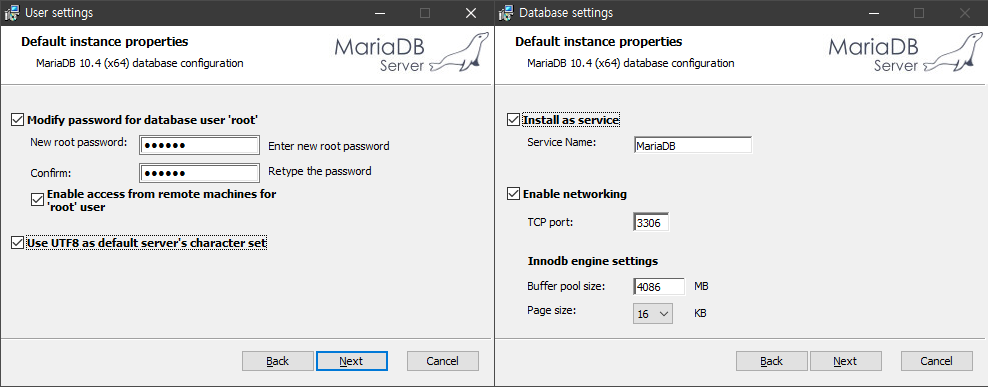 User settings
Default instance properties
MariaDB 10.4 (x64) database configuration
MariaDB
Server
Modify password for database user 'root'
New root password: ●●●●●● Enter new root password
Confirm: ●●●●●● Retype the password
Enable access from remote machines for
'root' user
Use UTF8 as default server's character set
Back Next Cancel
Database settings
Default instance properties
MariaDB 10.4 (x64) database configuration
MariaDB
Server
Install as service
Service Name: MariaDB
Enable networking
TCP port: 3306
Innodb engine settings
Buffer pool size: 4086 MB
Page size: 16 KB
Back Next Cancel